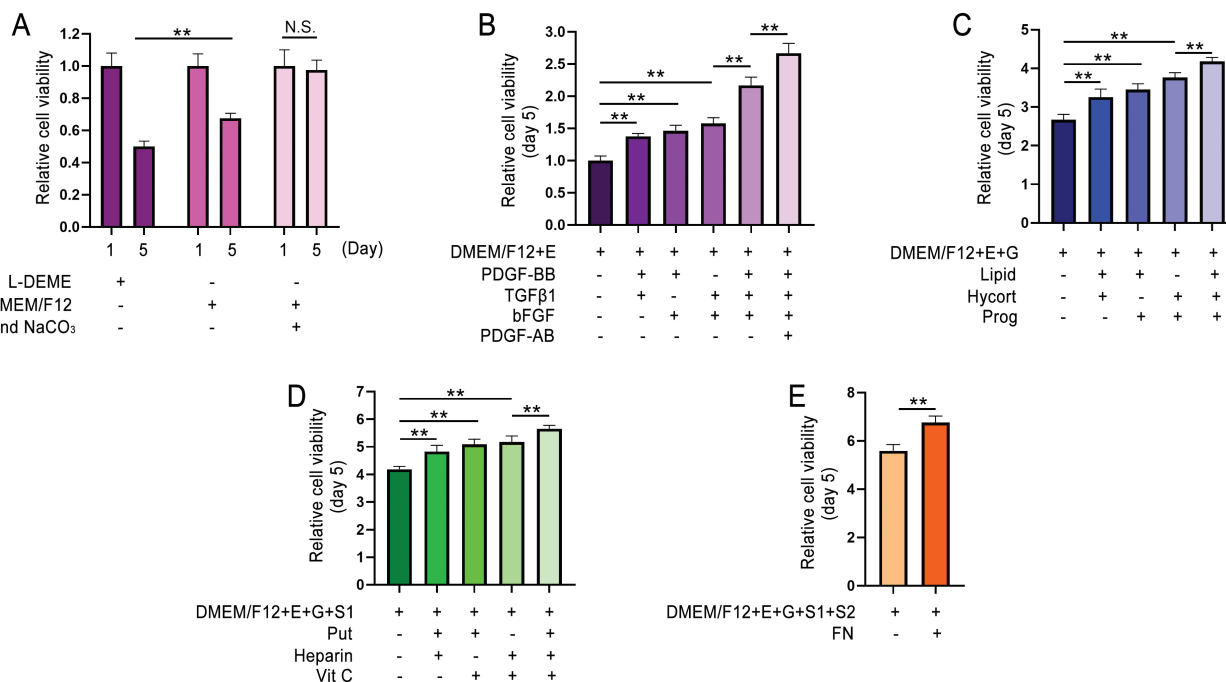 A
Relative cell viability
1.2
1.0
0.8
0.6
0.4
0.2
0.0
**
N.S.
1 5 1 5 1 5 (Day)
L-DEME + - -
MEM/F12 - + +
nd NaCO₃ - - +
B
Relative cell viability
(day 5)
3.0
2.5
2.0
1.5
1.0
0.5
0.0
**
**
**
**
**
DMEM/F12+E + + + + + +
PDGF-BB - + + - + +
TGFβ1 - + - + + +
bFGF - - + + + +
PDGF-AB - - - - - +
C
Relative cell viability
(day 5)
5
4
3
2
1
0
**
**
**
**
DMEM/F12+E+G + + + + +
Lipid - + + - +
Hycort - + - + +
Prog - - + + +
D
Relative cell viability
(day 5)
7
6
5
4
3
2
1
0
**
**
**
**
DMEM/F12+E+G+S1 + + + + +
Put - + + - +
Heparin - + - + +
Vit C - - + + +
E
Relative cell viability
(day 5)
8
6
4
2
0
**
DMEM/F12+E+G+S1+S2 + +
FN - +